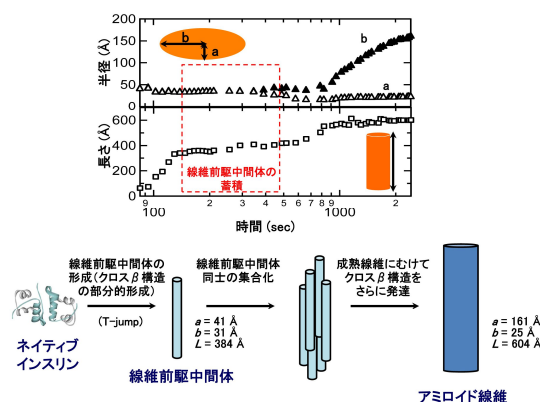 半径 (Å)
200
150
100
50
0
b
a
b
a
長さ (Å)
600
400
200
0
線維前駆中間体の
蓄積
9
100
2
3
4
5
6
7
8
9
1000
2
時間 (sec)
線維前駆中間体の
形成(クロスβ構造
の部分的形成)
(T-jump)
線維前駆中間体
同士の集合化
成熟線維にむけて
クロスβ構造を
さらに発達
ネイティブ
インスリン
a = 41 Å
b = 31 Å
L = 384 Å
線維前駆中間体
a = 161 Å
b = 25 Å
L = 604 Å
アミロイド線維